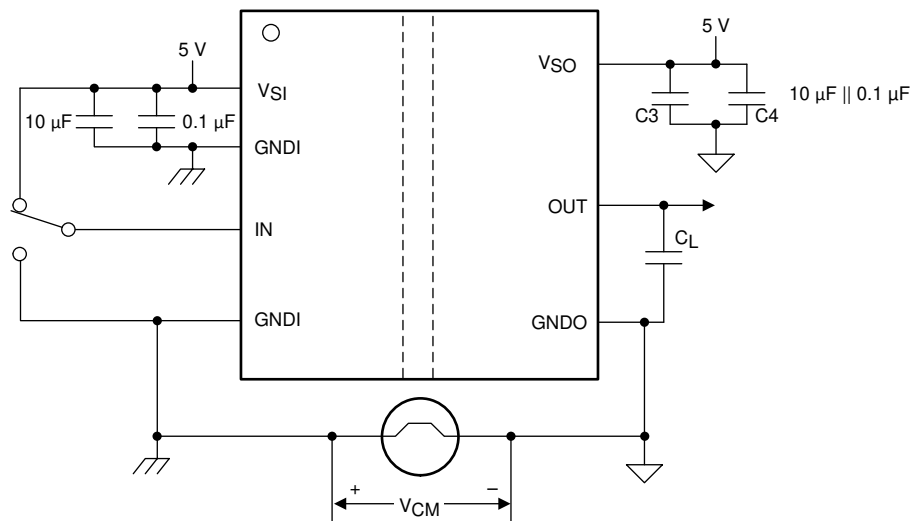 5 V
5 V
V_SI
V_SO
10 µF
0.1 µF
C3
C4
10 µF || 0.1 µF
GNDI
OUT
IN
C_L
GNDI
GNDO
+
–
V_CM